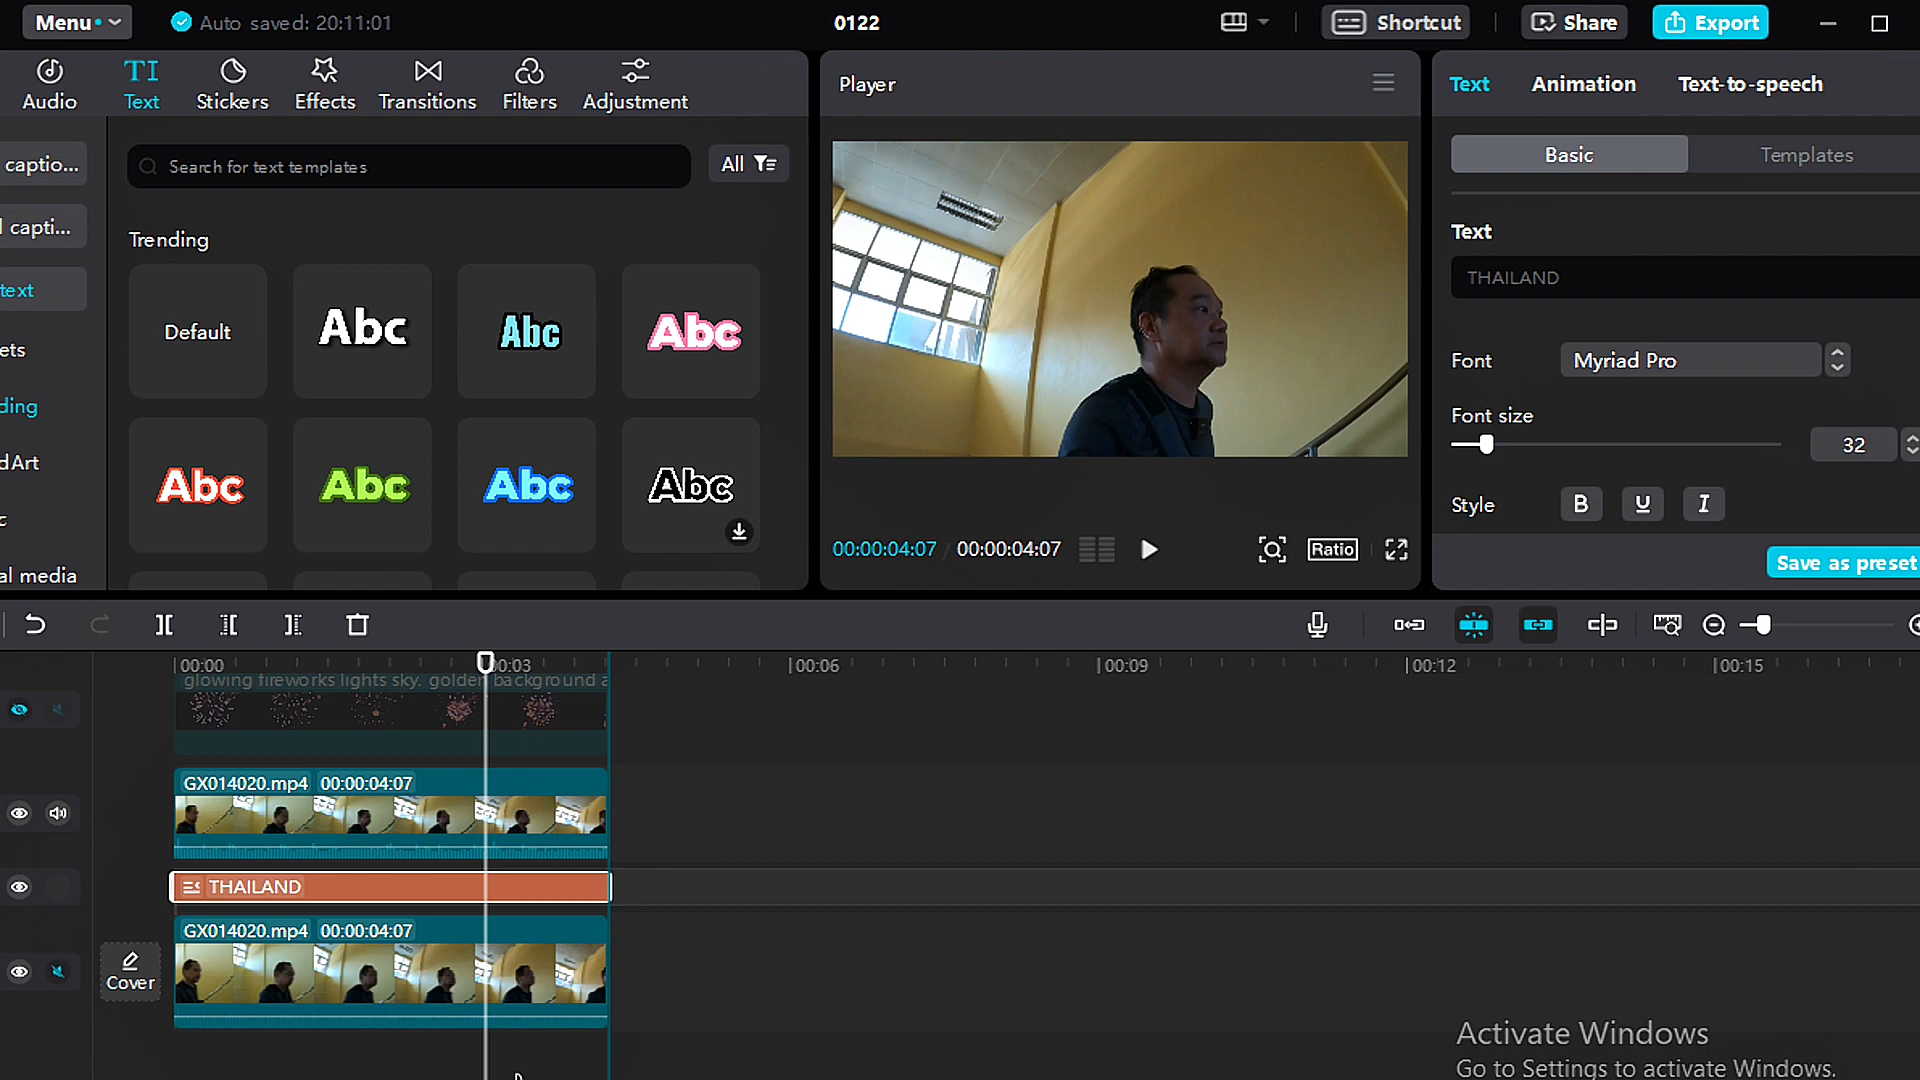 Menu
Auto saved: 20:11:01
0122
Shortcut
Share
Export
Audio
Text
Stickers
Effects
Transitions
Filters
Adjustment
captio...
capti...
text
ets
ding
dArt
c
al media
Search for text templates
All
Trending
Default
Abc
Abc
Abc
Abc
Abc
Abc
Abc
Player
00:00:04:07 / 00:00:04:07
Ratio
Text
Animation
Text-to-speech
Basic
Templates
Text
THAILAND
Font
Myriad Pro
Font size
32
Style
B
U
I
Save as preset
00:00
00:03
00:06
00:09
00:12
00:15
glowing fireworks lights sky. golden background a
GX014020.mp4 00:00:04:07
THAILAND
GX014020.mp4 00:00:04:07
Cover
Activate Windows
Go to Settings to activate Windows.